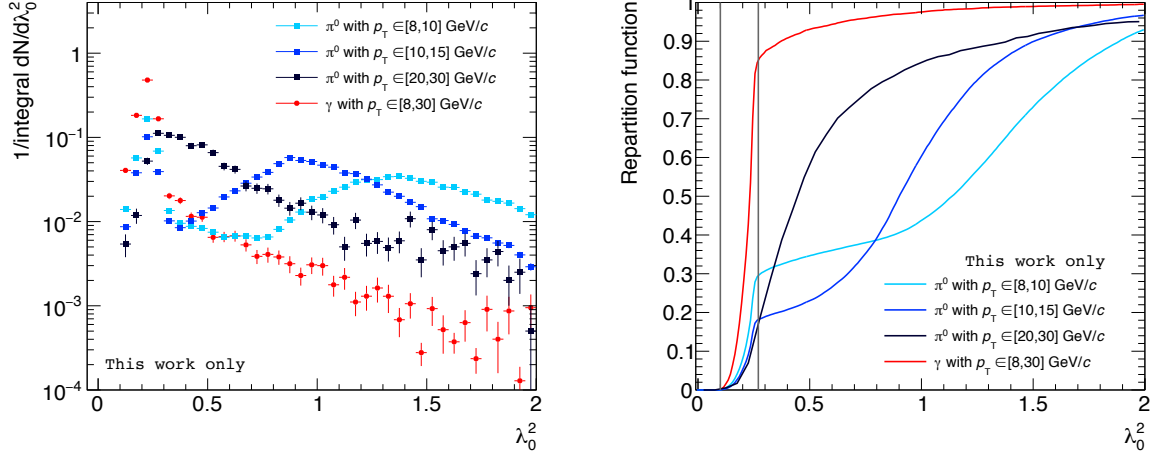 1/integral dN/dλ₀²
1
10⁻¹
10⁻²
10⁻³
10⁻⁴
π⁰ with p_T ∈[8,10] GeV/c
π⁰ with p_T ∈[10,15] GeV/c
π⁰ with p_T ∈[20,30] GeV/c
γ with p_T ∈[8,30] GeV/c
This work only
0 0.5 1 1.5 2
λ₀²
Repartition function
1
0.9
0.8
0.7
0.6
0.5
0.4
0.3
0.2
0.1
0
This work only
π⁰ with p_T ∈[8,10] GeV/c
π⁰ with p_T ∈[10,15] GeV/c
π⁰ with p_T ∈[20,30] GeV/c
γ with p_T ∈[8,30] GeV/c
0 0.5 1 1.5 2
λ₀²